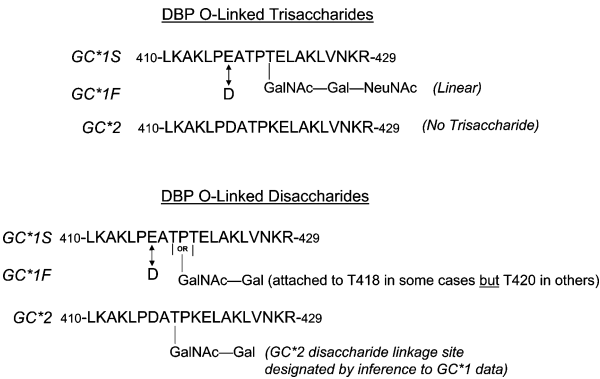 DBP O-Linked Trisaccharides
GC*1S 410-LKAKLPEATPTELAKLVNKR-429
GC*1F D GalNAc—Gal—NeuNAc (Linear)
GC*2 410-LKAKLPDATPKELAKLVNKR-429 (No Trisaccharide)
DBP O-Linked Disaccharides
GC*1S 410-LKAKLPEATPTELAKLVNKR-429
OR
GC*1F D GalNAc—Gal (attached to T418 in some cases but T420 in others)
GC*2 410-LKAKLPDATPKELAKLVNKR-429
GalNAc—Gal (GC*2 disaccharide linkage site
designated by inference to GC*1 data)